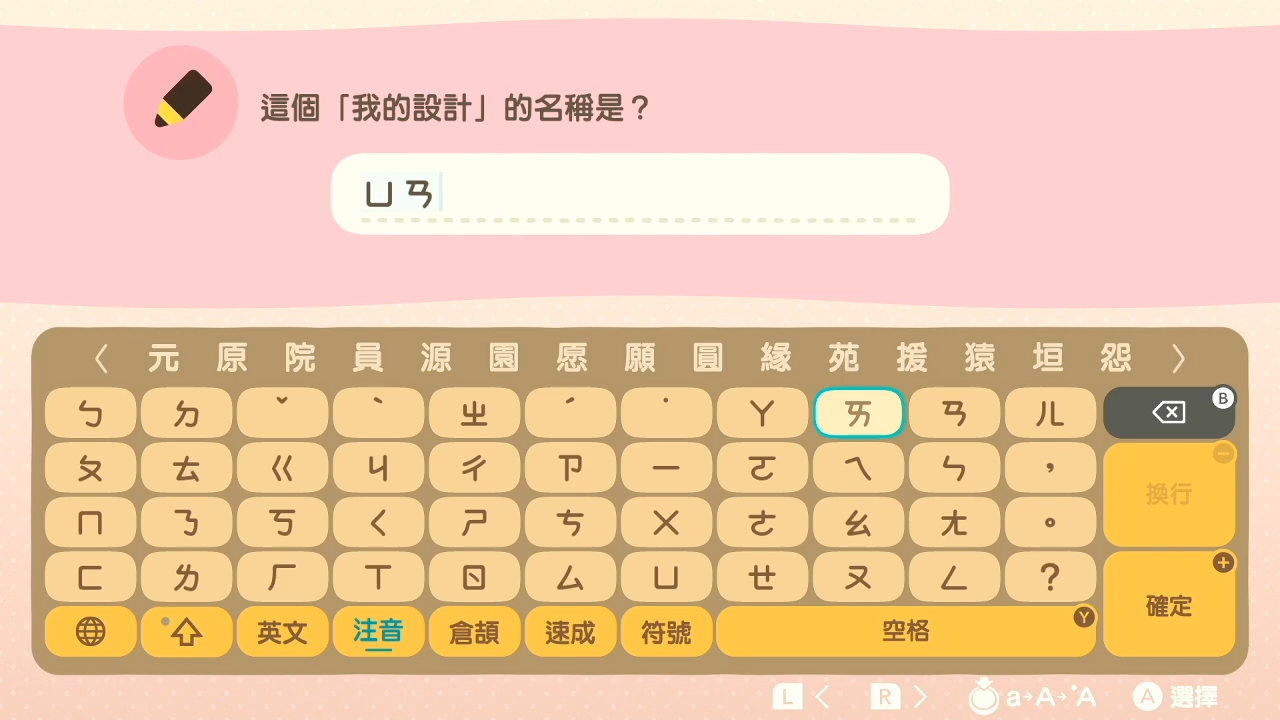 這個「我的設計」的名稱是？
ㄩㄢ
元 原 院 員 源 園 愿 願 圓 緣 苑 援 猿 垣 怨
ㄅ ㄉ ˇ ˋ ㄓ ˊ ˙ ㄚ ㄞ ㄢ ㄦ B
ㄆ ㄊ ㄍ ㄐ ㄔ ㄗ ㄧ ㄛ ㄟ ㄣ ， 換行
ㄇ ㄋ ㄎ ㄑ ㄕ ㄘ ㄨ ㄜ ㄠ ㄤ 。
ㄈ ㄌ ㄏ ㄒ ㄖ ㄙ ㄩ ㄝ ㄡ ㄥ ? 確定
英文 注音 倉頡 速成 符號 空格 Y
L R a→A→•A A 選擇